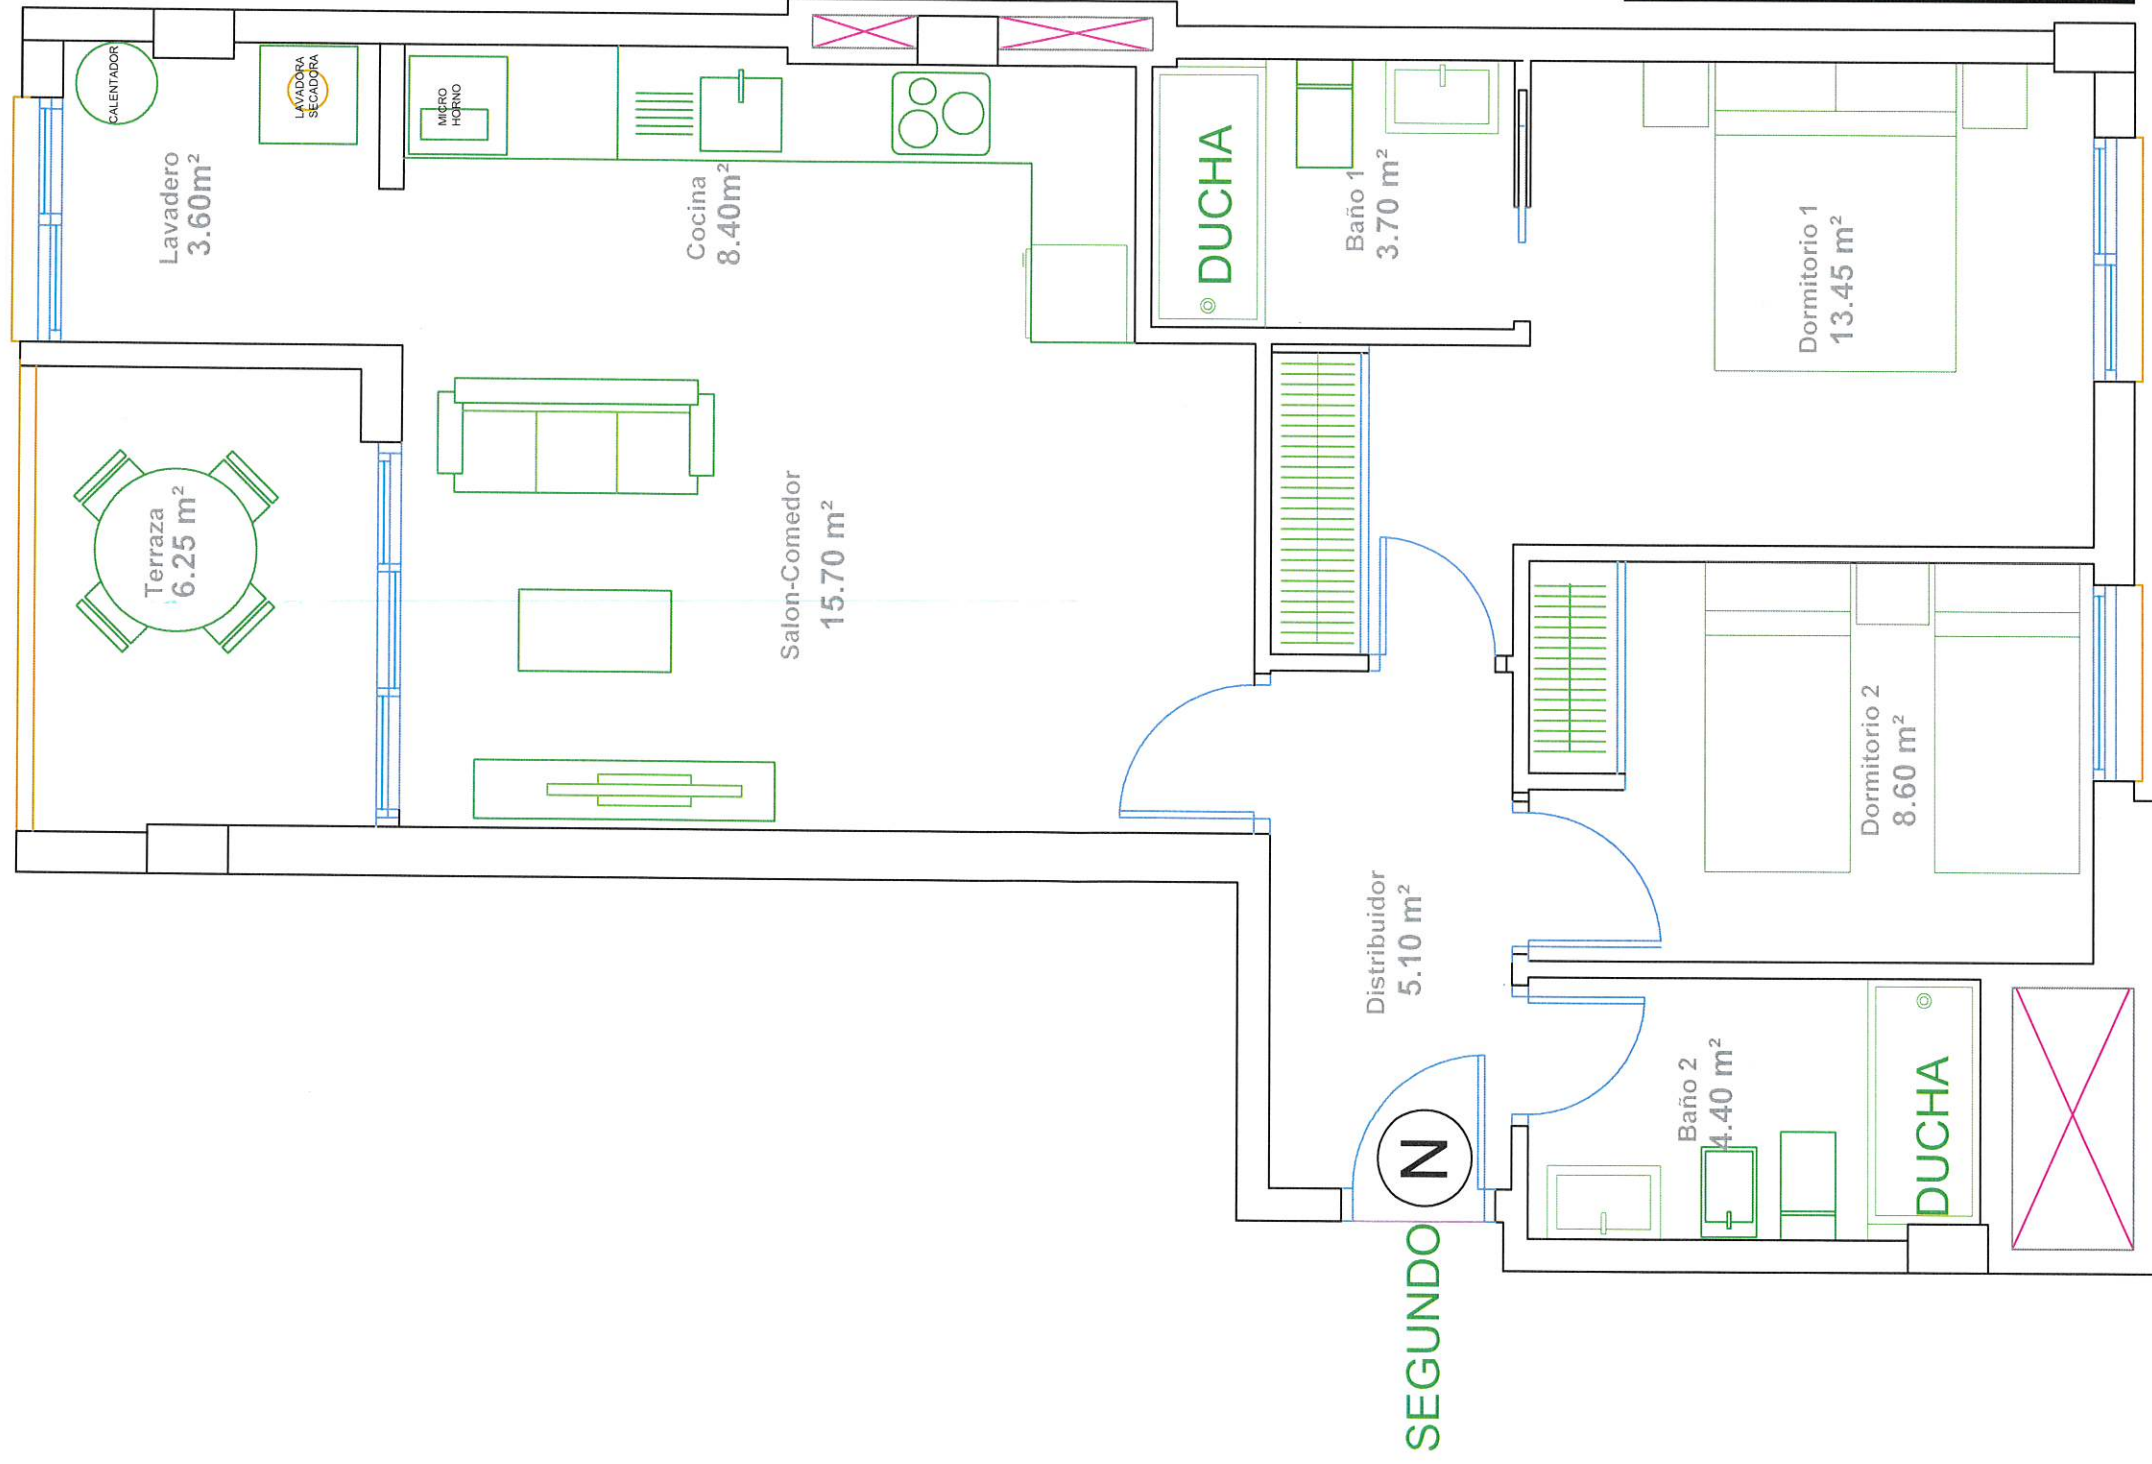 CALENTADOR
LAVADORA
SECADORA
MICRO
HORNO
Lavadero
3.60m²
Cocina
8.40m²
DUCHA
Baño 1
3.70 m²
Dormitorio 1
13.45 m²
Terraza
6.25 m²
Salon-Comedor
15.70 m²
Dormitorio 2
8.60 m²
Distribuidor
5.10 m²
Baño 2
4.40 m²
DUCHA
SEGUNDO N